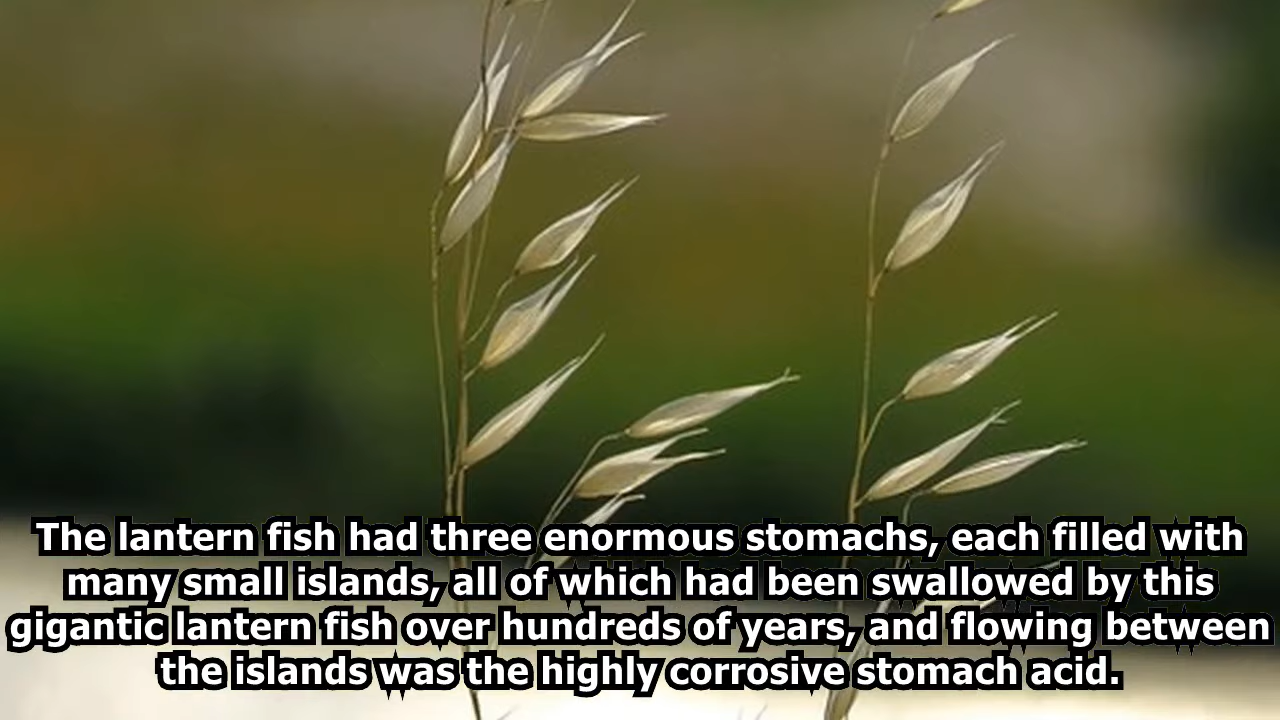 The lantern fish had three enormous stomachs, each filled with
many small islands, all of which had been swallowed by this
gigantic lantern fish over hundreds of years, and flowing between
the islands was the highly corrosive stomach acid.